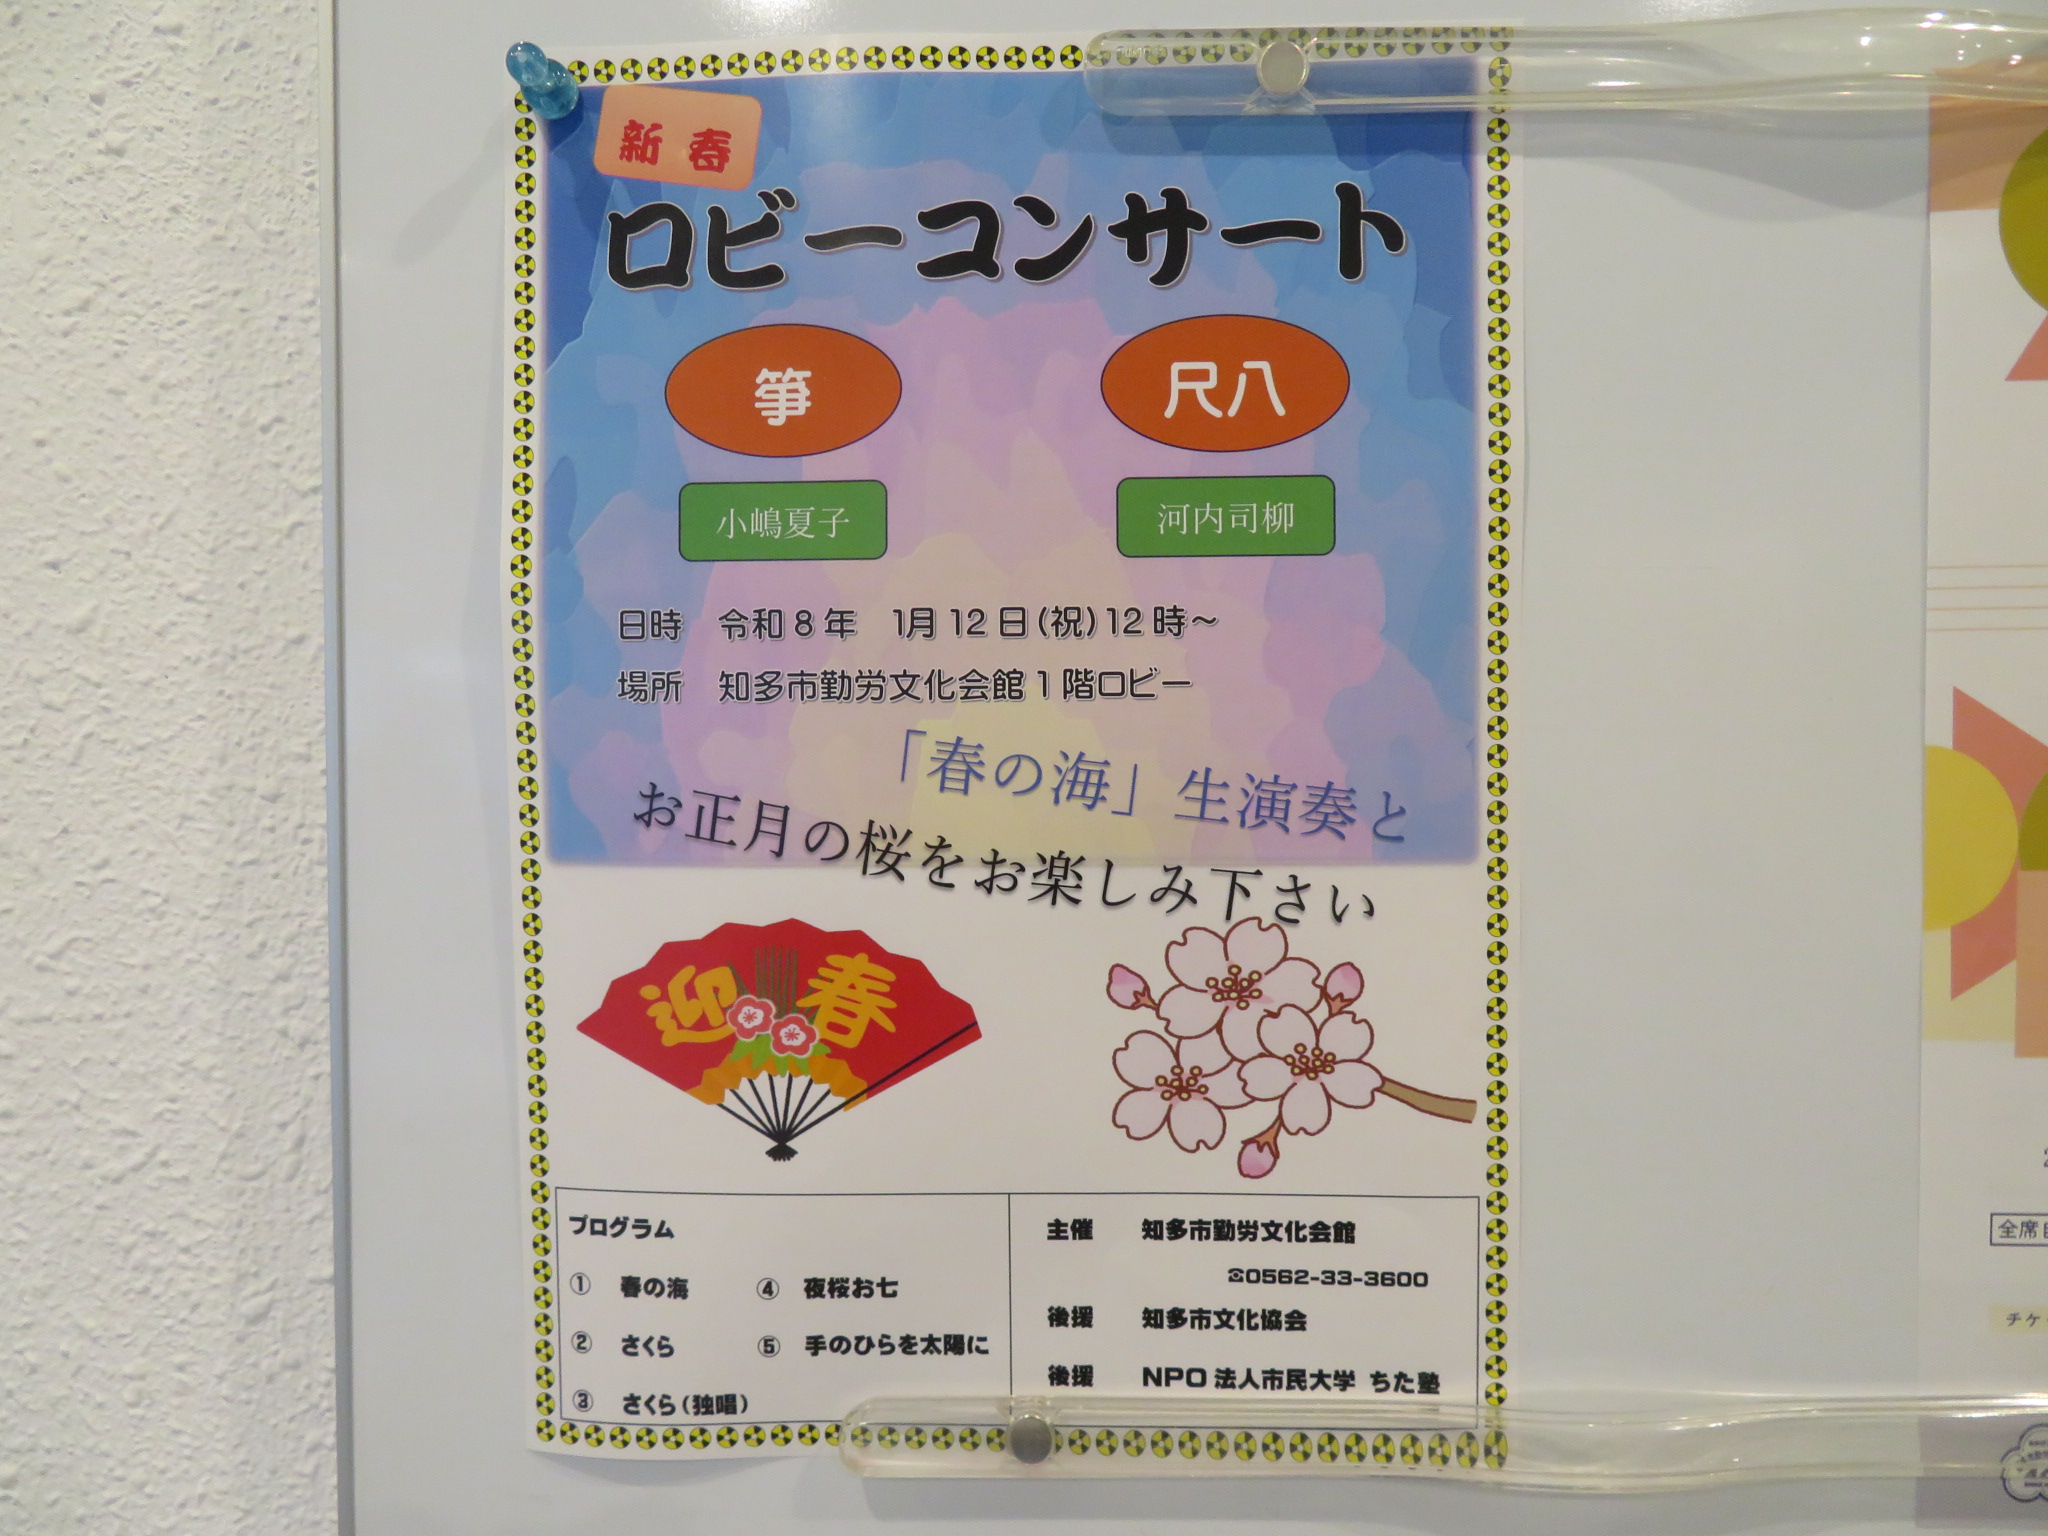 新春
ロビーコンサート
箏
尺八
小嶋夏子
河内司柳
日時 令和8年 1月12日(祝)12時～
場所 知多市勤労文化会館1階ロビー
「春の海」生演奏と
お正月の桜をお楽しみ下さい
迎春
プログラム
① 春の海
② さくら
③ さくら(独唱)
④ 夜桜お七
⑤ 手のひらを太陽に
主催 知多市勤労文化会館
☎0562-33-3600
後援 知多市文化協会
後援 NPO法人市民大学 ちた塾
全席
チケ